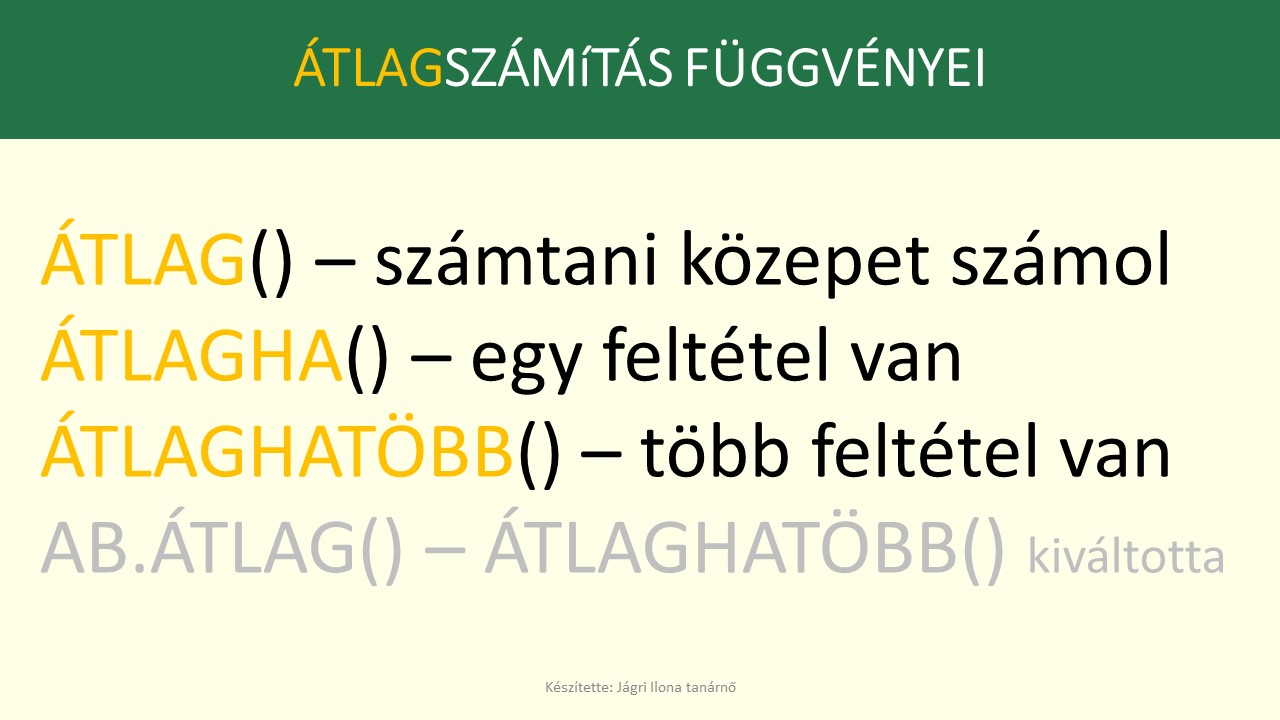 ÁTLAGSZÁMíTÁS FÜGGVÉNYEI
ÁTLAG() – számtani közepet számol
ÁTLAGHA() – egy feltétel van
ÁTLAGHATÖBB() – több feltétel van
AB.ÁTLAG() – ÁTLAGHATÖBB() kiváltotta
Készítette: Jágri Ilona tanárnő